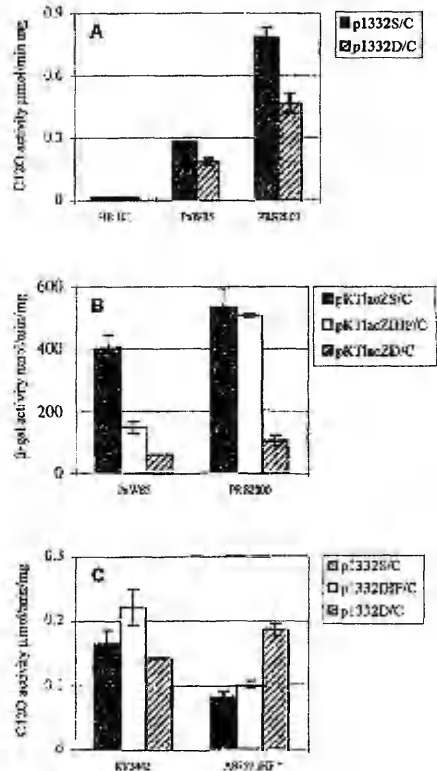 A
C12O activity µmol/min mg
0.9
0.6
0.3
0
PaW85
PRS2000
p1332S/C
p1332D/C
B
β-gal activity nmol/min/mg
600
400
200
0
PaW85
PRS2000
pKTlacZS/C
pKTlacZDIF/C
pKTlacZD/C
C
C12O activity µmol/min/mg
0.3
0.2
0.1
0
p1332S/C
p1332DIF/C
p1332D/C